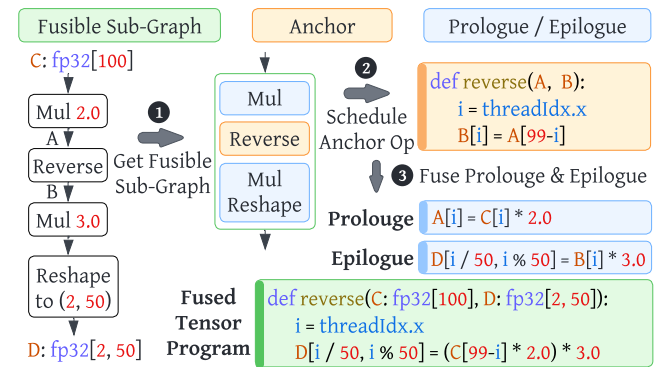 Fusible Sub-Graph
Anchor
Prologue / Epilogue
C: fp32[100]
Mul 2.0
A
Reverse
B
Mul 3.0
Reshape
to (2, 50)
D: fp32[2, 50]
1
Get Fusible
Sub-Graph
Mul
Reverse
Mul
Reshape
2
Schedule
Anchor Op
def reverse(A, B):
i = threadIdx.x
B[i] = A[99-i]
3 Fuse Prologue & Epilogue
Prolouge
A[i] = C[i] * 2.0
Epilogue
D[i / 50, i % 50] = B[i] * 3.0
Fused
Tensor
Program
def reverse(C: fp32[100], D: fp32[2, 50]):
i = threadIdx.x
D[i / 50, i % 50] = (C[99-i] * 2.0) * 3.0